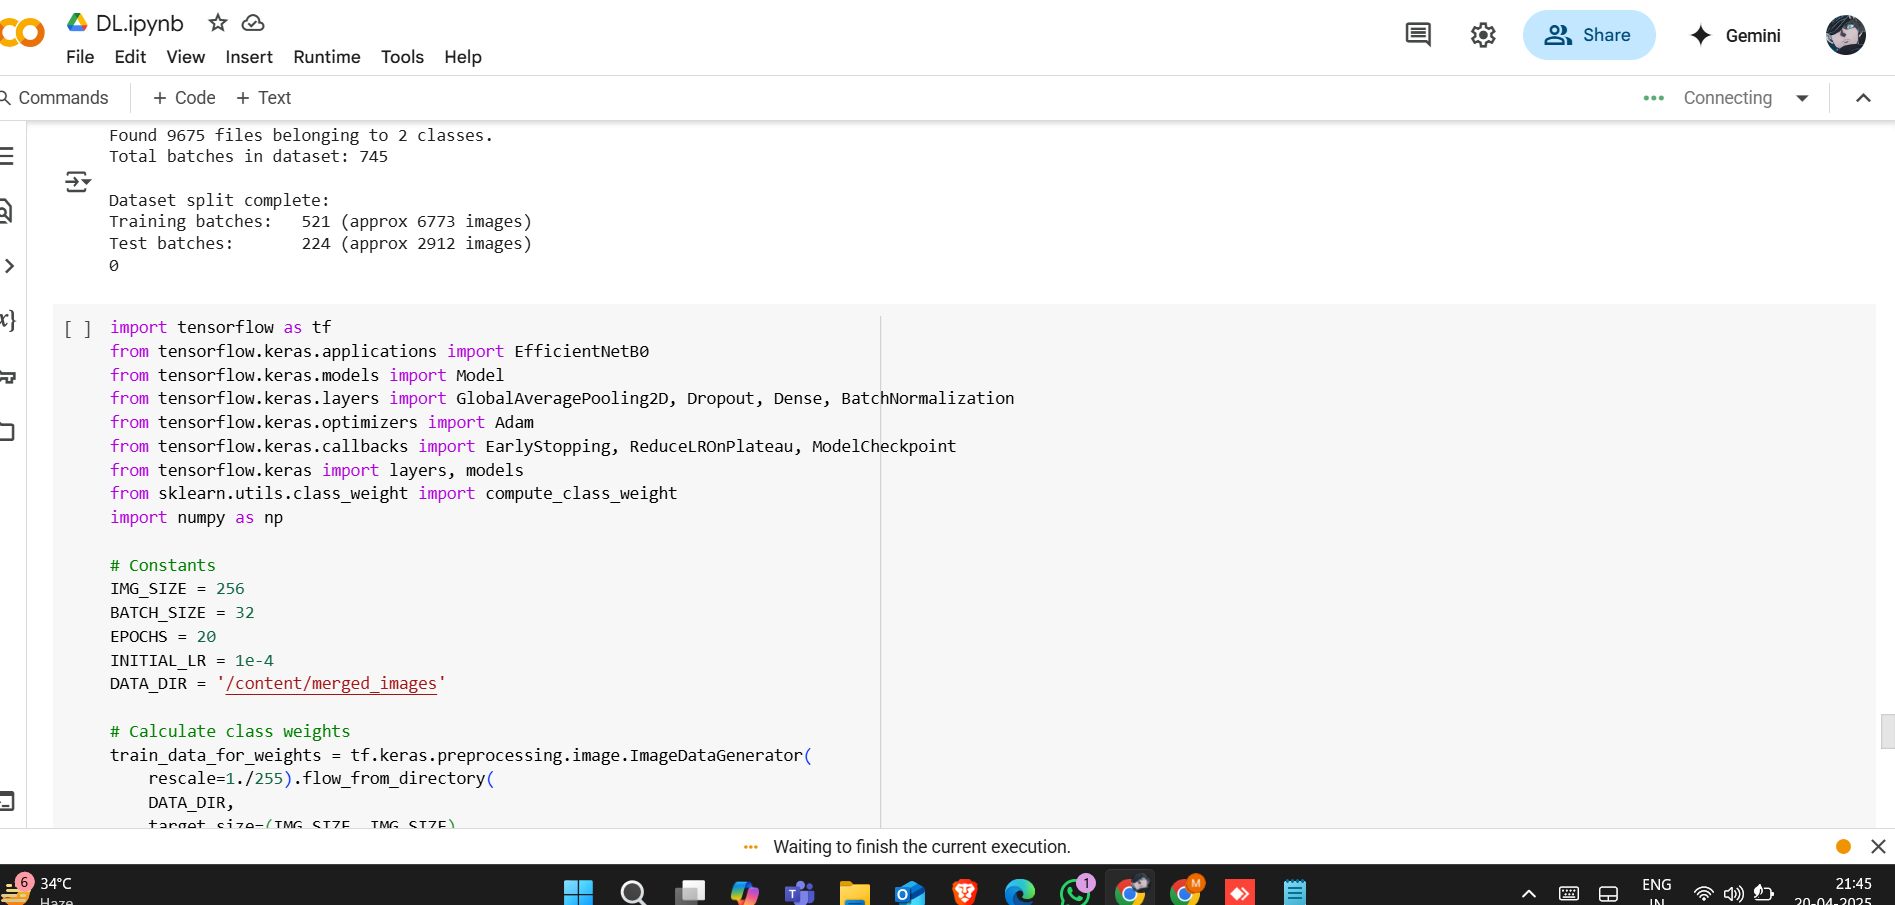 DL.ipynb
File Edit View Insert Runtime Tools Help
Share
Gemini
Commands + Code + Text
Connecting
Found 9675 files belonging to 2 classes.
Total batches in dataset: 745
Dataset split complete:
Training batches:   521 (approx 6773 images)
Test batches:       224 (approx 2912 images)
0
[ ] import tensorflow as tf
from tensorflow.keras.applications import EfficientNetB0
from tensorflow.keras.models import Model
from tensorflow.keras.layers import GlobalAveragePooling2D, Dropout, Dense, BatchNormalization
from tensorflow.keras.optimizers import Adam
from tensorflow.keras.callbacks import EarlyStopping, ReduceLROnPlateau, ModelCheckpoint
from tensorflow.keras import layers, models
from sklearn.utils.class_weight import compute_class_weight
import numpy as np
# Constants
IMG_SIZE = 256
BATCH_SIZE = 32
EPOCHS = 20
INITIAL_LR = 1e-4
DATA_DIR = '/content/merged_images'
# Calculate class weights
train_data_for_weights = tf.keras.preprocessing.image.ImageDataGenerator(
    rescale=1./255).flow_from_directory(
    DATA_DIR,
    target_size=(IMG_SIZE, IMG_SIZE)
Waiting to finish the current execution.
6
34°C
Haze
1
M
ENG
IN
21:45
20-04-2025